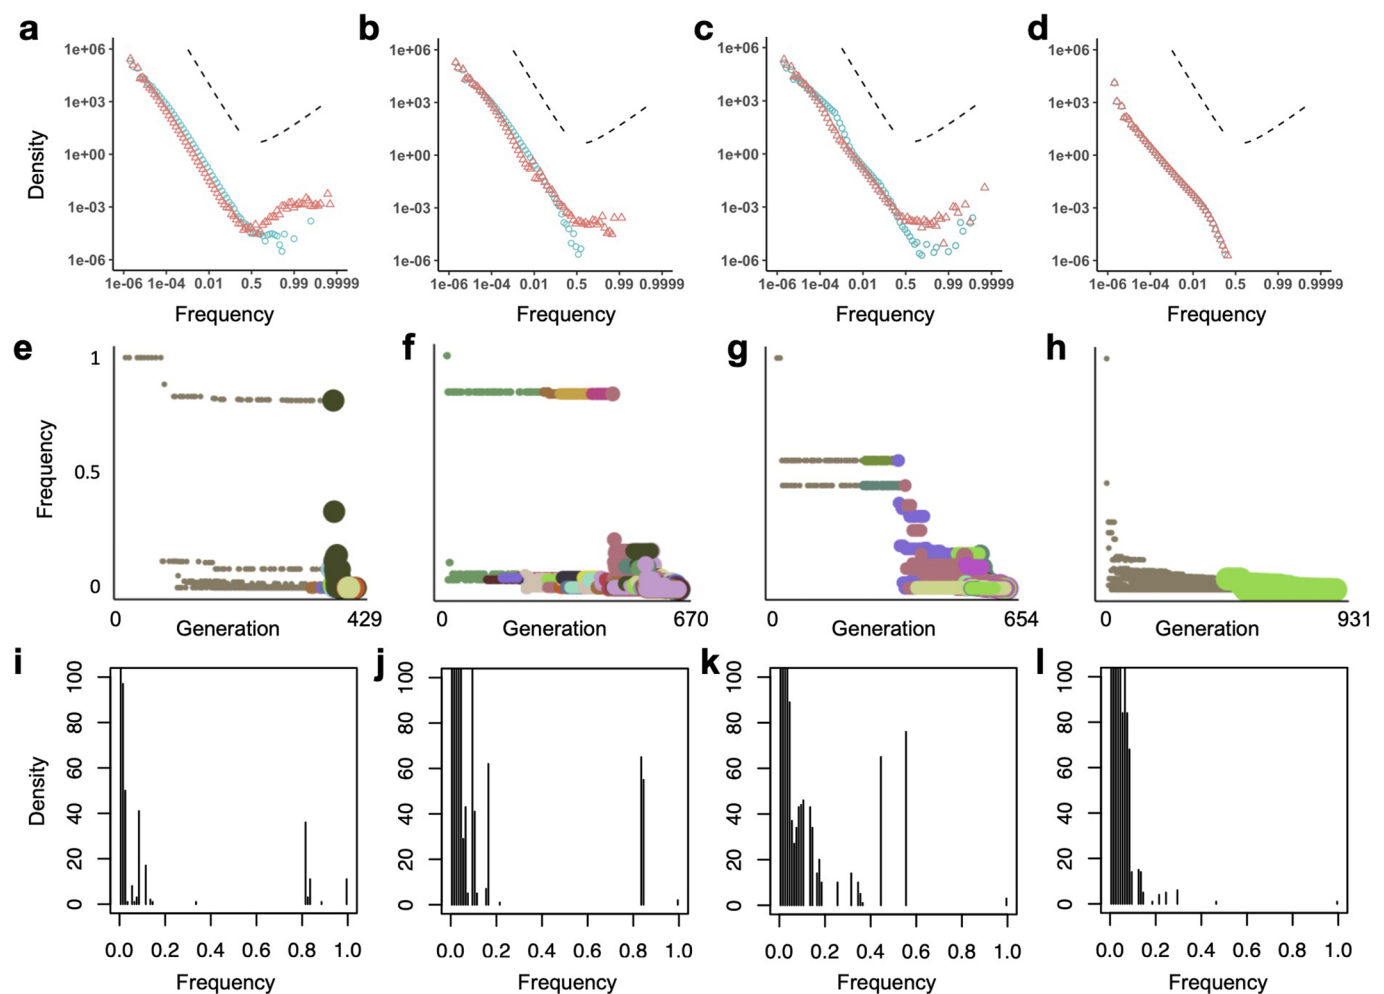 a b c d
1e+06 1e+06 1e+06 1e+06
1e+03 1e+03 1e+03 1e+03
1e+00 1e+00 1e+00 1e+00
1e-03 1e-03 1e-03 1e-03
1e-06 1e-06 1e-06 1e-06
Density
1e-06 1e-04 0.01 0.5 0.99 0.9999 1e-06 1e-04 0.01 0.5 0.99 0.9999 1e-06 1e-04 0.01 0.5 0.99 0.9999 1e-06 1e-04 0.01 0.5 0.99 0.9999
Frequency Frequency Frequency Frequency
e f g h
1
0.5
0
Frequency
0 429 0 670 0 654 0 931
Generation Generation Generation Generation
i j k l
100 100 100 100
80 80 80 80
60 60 60 60
40 40 40 40
20 20 20 20
0 0 0 0
Density
0.0 0.2 0.4 0.6 0.8 1.0 0.0 0.2 0.4 0.6 0.8 1.0 0.0 0.2 0.4 0.6 0.8 1.0 0.0 0.2 0.4 0.6 0.8 1.0
Frequency Frequency Frequency Frequency